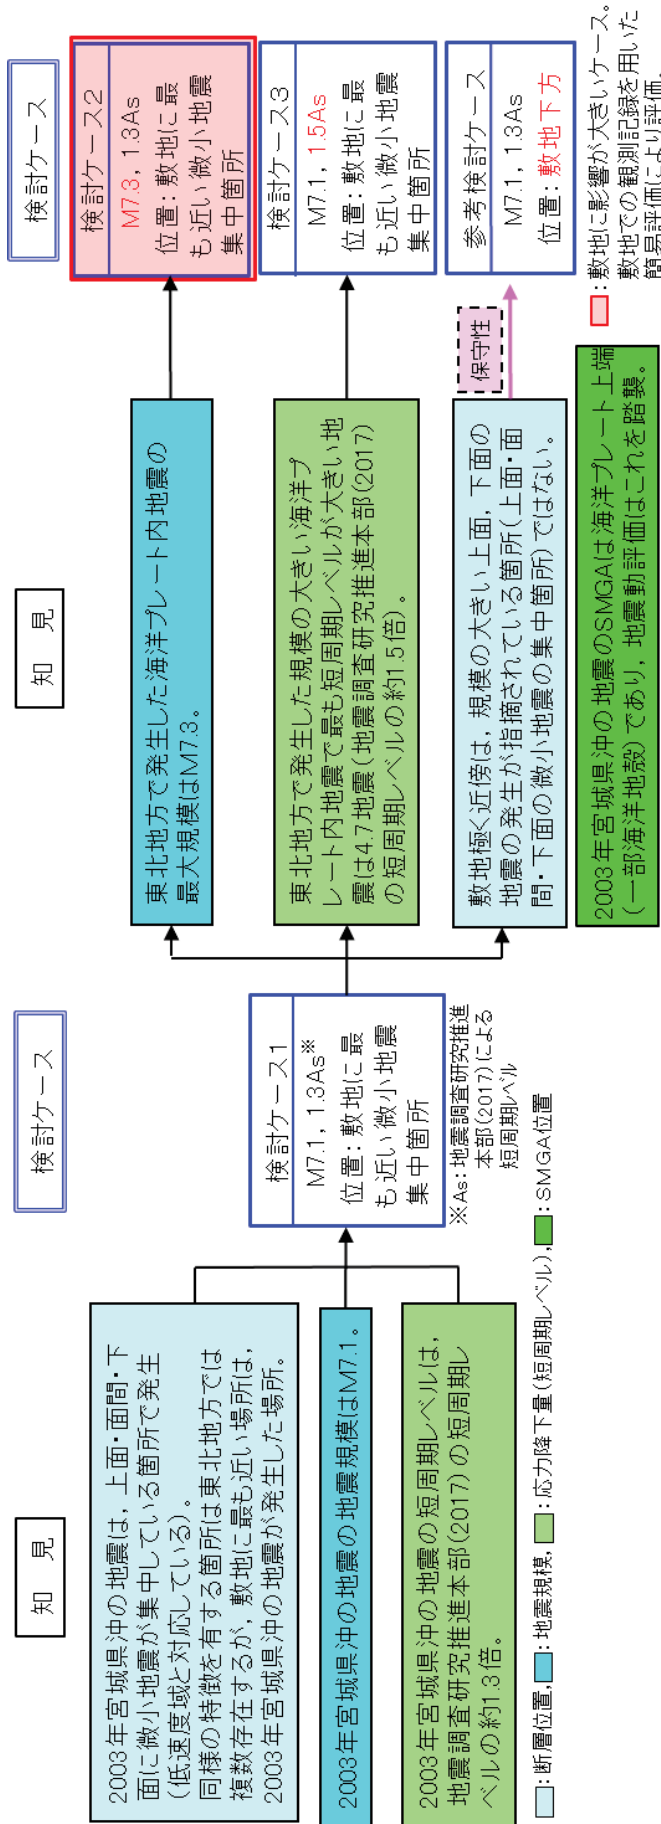 知　見
2003年宮城県沖の地震は，上面・面間・下
面に微小地震が集中している箇所で発生
（低速度域と対応している）。
同様の特徴を有する箇所は東北地方では
複数存在するが，敷地に最も近い場所は，
2003年宮城県沖の地震が発生した場所。
2003年宮城県沖の地震の地震規模はM7.1。
2003年宮城県沖の地震の短周期レベルは，
地震調査研究推進本部(2017)の短周期レ
ベルの約1.3倍。
検討ケース
検討ケース1
M7.1，1.3As※
位置：敷地に最
も近い微小地震
集中箇所
※As：地震調査研究推進
本部(2017)による
短周期レベル
知　見
東北地方で発生した海洋プレート内地震の
最大規模はM7.3。
東北地方で発生した規模の大きい海洋プ
レート内地震で最も短周期レベルが大きい地
震は4.7地震（地震調査研究推進本部(2017)
の短周期レベルの約1.5倍）。
敷地極く近傍は，規模の大きい上面，下面の
地震の発生が指摘されている箇所（上面・面
間・下面の微小地震の集中箇所）ではない。
2003年宮城県沖の地震のSMGAは海洋プレート上端
（一部海洋地殻）であり，地震動評価はこれを踏襲。
保守性
検討ケース
検討ケース2
M7.3，1.3As
位置：敷地に最
も近い微小地震
集中箇所
検討ケース3
M7.1，1.5As
位置：敷地に最
も近い微小地震
集中箇所
参考検討ケース
M7.1，1.3As
位置：敷地下方
：敷地に影響が大きいケース。
敷地での観測記録を用いた
簡易評価により評価。
：断層位置，：地震規模，：応力降下量（短周期レベル），：SMGA位置